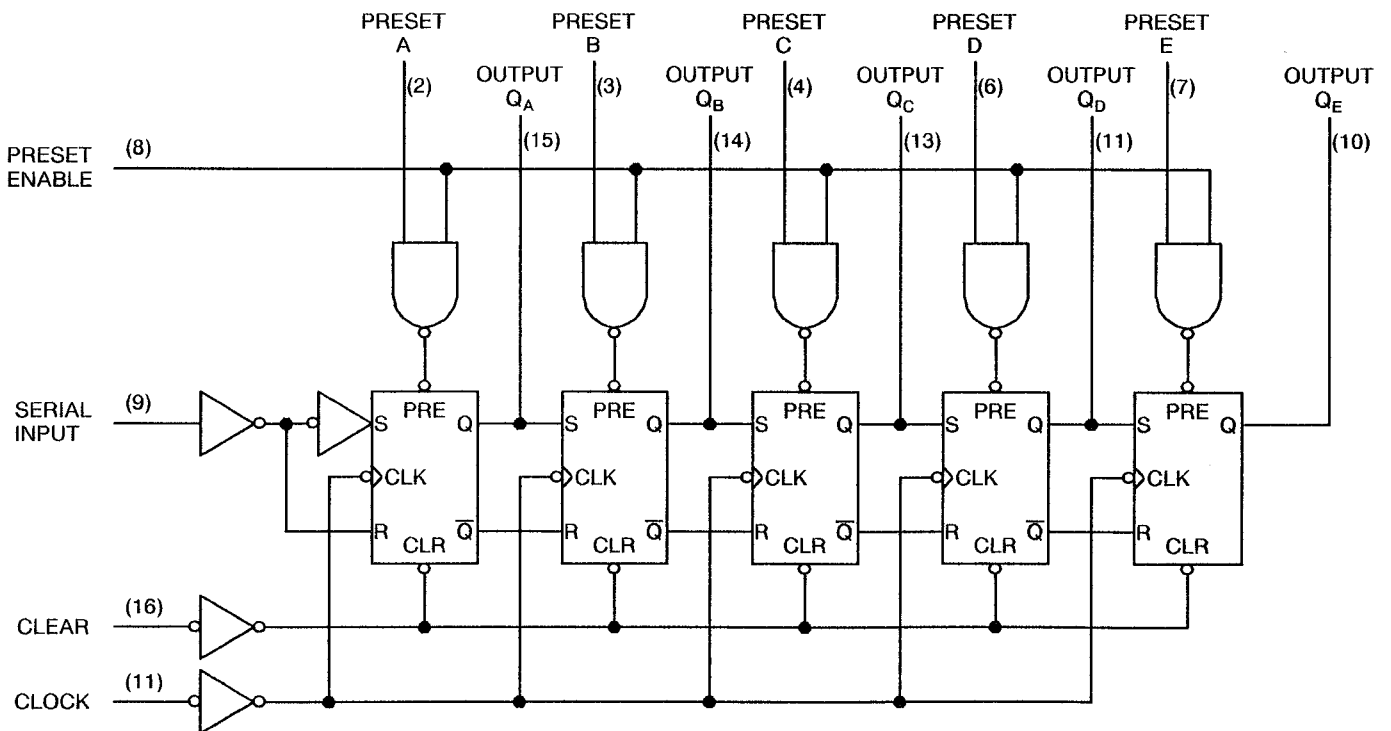 PRESET
A
PRESET
B
PRESET
C
PRESET
D
PRESET
E
OUTPUT
QA
OUTPUT
QB
OUTPUT
QC
OUTPUT
QD
OUTPUT
QE
(2)
(3)
(4)
(6)
(7)
(15)
(14)
(13)
(11)
(10)
PRESET
ENABLE
(8)
SERIAL
INPUT
(9)
PRE
S Q
CLK
R Q̅
CLR
PRE
S Q
CLK
R Q̅
CLR
PRE
S Q
CLK
R Q̅
CLR
PRE
S Q
CLK
R Q̅
CLR
PRE
S Q
CLK
R
CLR
CLEAR
(16)
CLOCK
(11)